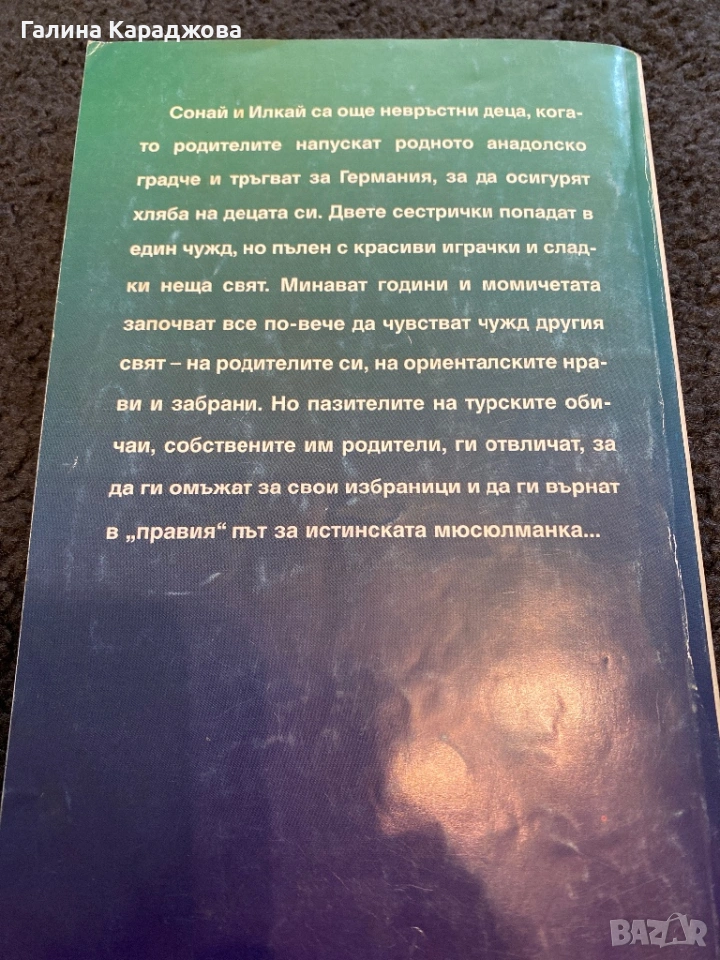 Галина Караджова
Сонай и Илкай са още невръстни деца, кога-
то родителите напускат родното анадолско
градче и тръгват за Германия, за да осигурят
хляба на децата си. Двете сестрички попадат в
един чужд, но пълен с красиви играчки и слад-
ки неща свят. Минават години и момичетата
започват все по-вече да чувстват чужд другия
свят – на родителите си, на ориенталските нра-
ви и забрани. Но пазителите на турските оби-
чаи, собствените им родители, ги отвличат, за
да ги омъжат за свои избраници и да ги върнат
в „правия“ път за истинската мюсюлманка...
BAZAR